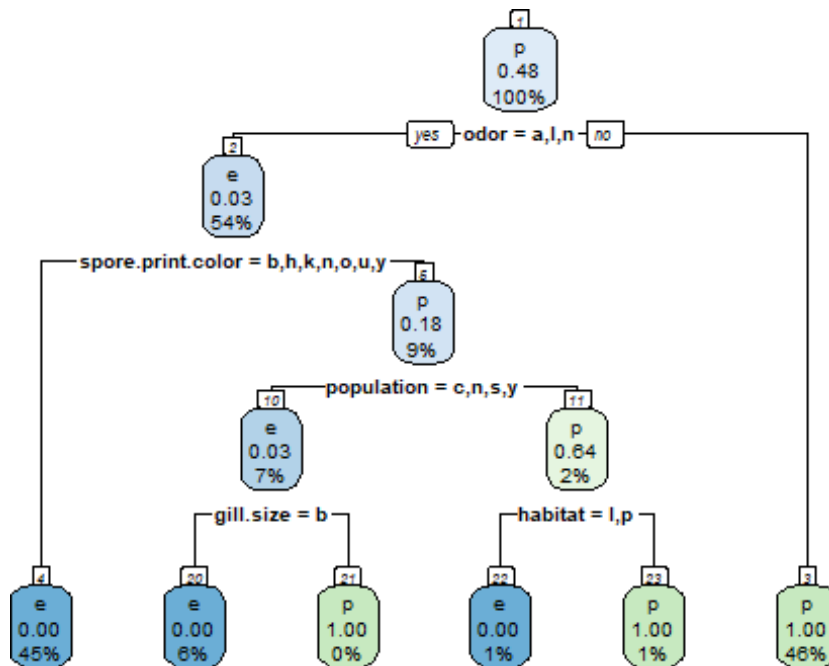 1
p
0.48
100%
yes odor = a,l,n no
2
e
0.03
54%
spore.print.color = b,h,k,n,o,u,y
5
p
0.18
9%
population = c,n,s,y
10
e
0.03
7%
11
p
0.64
2%
gill.size = b
habitat = l,p
4
e
0.00
45%
20
e
0.00
6%
21
p
1.00
0%
22
e
0.00
1%
23
p
1.00
1%
3
p
1.00
46%